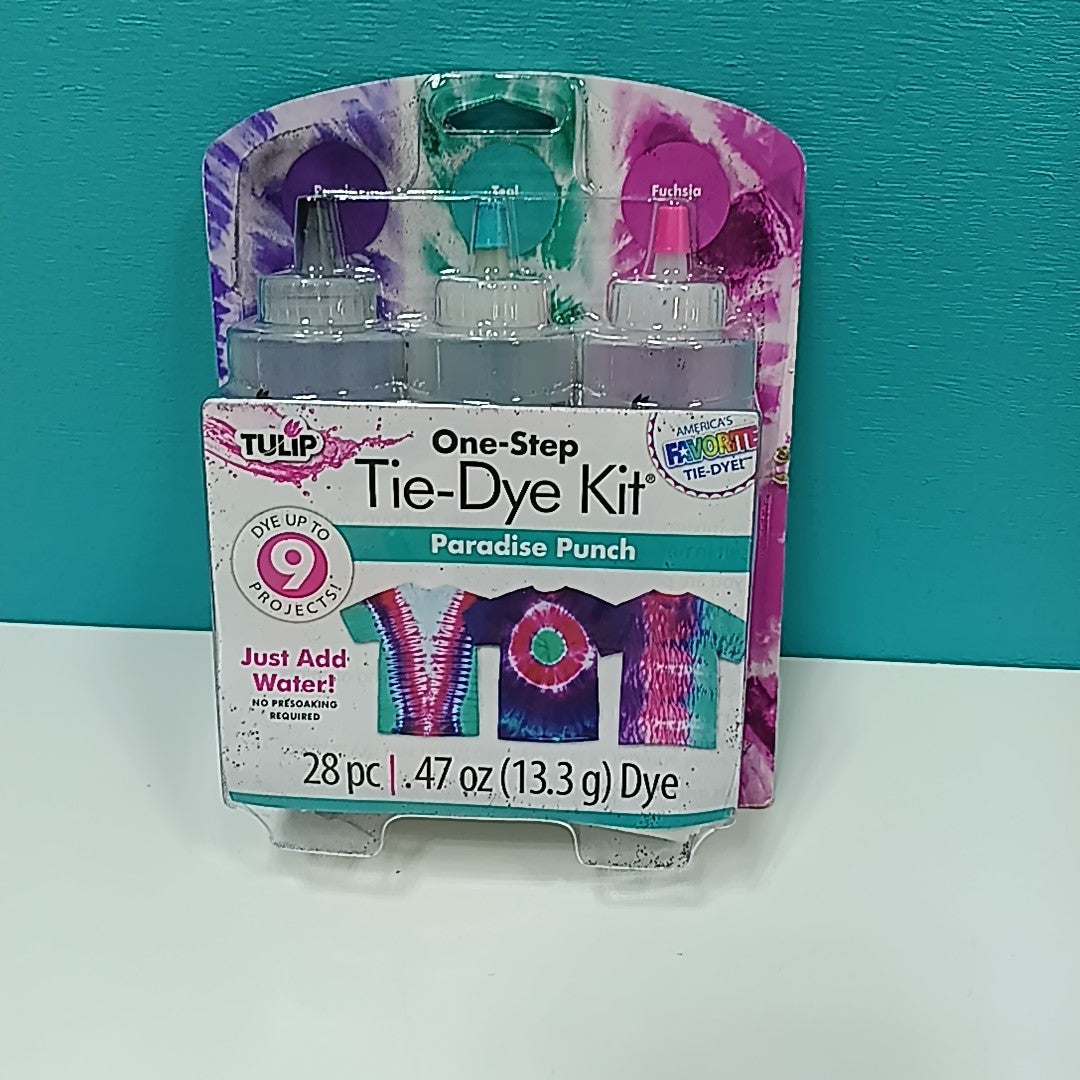 Teal
Fuchsia
TULIP
One-Step
Tie-Dye Kit®
AMERICA'S
FAVORITE
TIE-DYE!™
Paradise Punch
DYE UP TO
9
PROJECTS!*
Just Add
Water!
NO PRESOAKING
REQUIRED
28 pc | .47 oz (13.3 g) Dye